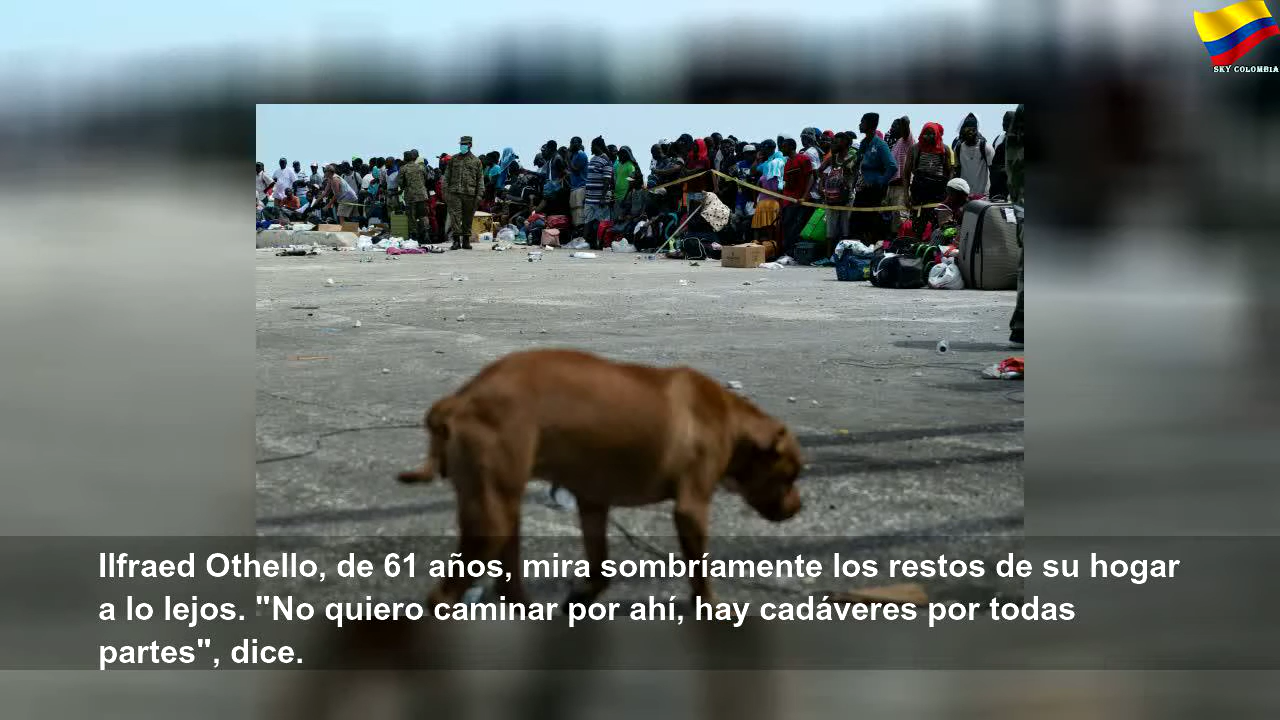 SKY COLOMBIA
Ilfraed Othello, de 61 años, mira sombríamente los restos de su hogar
a lo lejos. "No quiero caminar por ahí, hay cadáveres por todas
partes", dice.